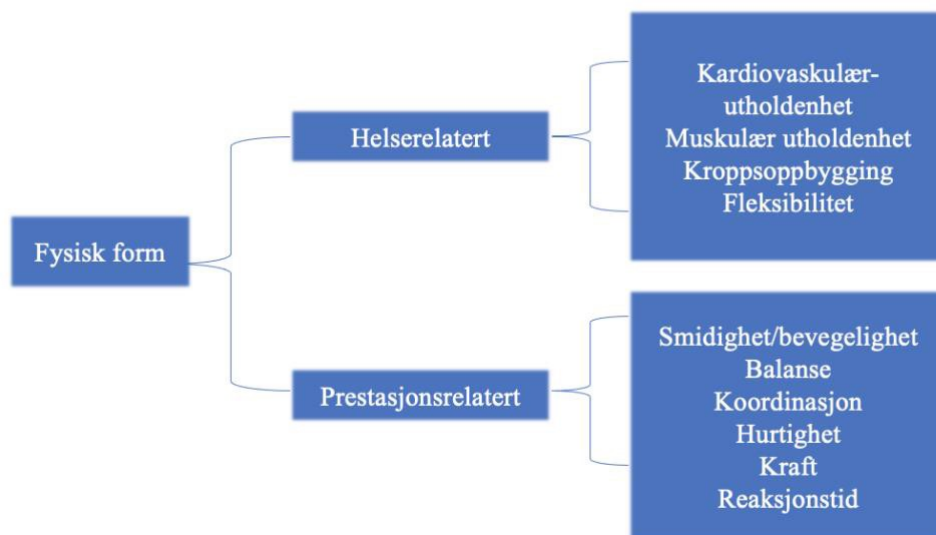 Fysisk form
Helserelatert
Kardiovaskulær-
utholdenhet
Muskulær utholdenhet
Kroppsoppbygging
Fleksibilitet
Prestasjonsrelatert
Smidighet/bevegelighet
Balanse
Koordinasjon
Hurtighet
Kraft
Reaksjonstid